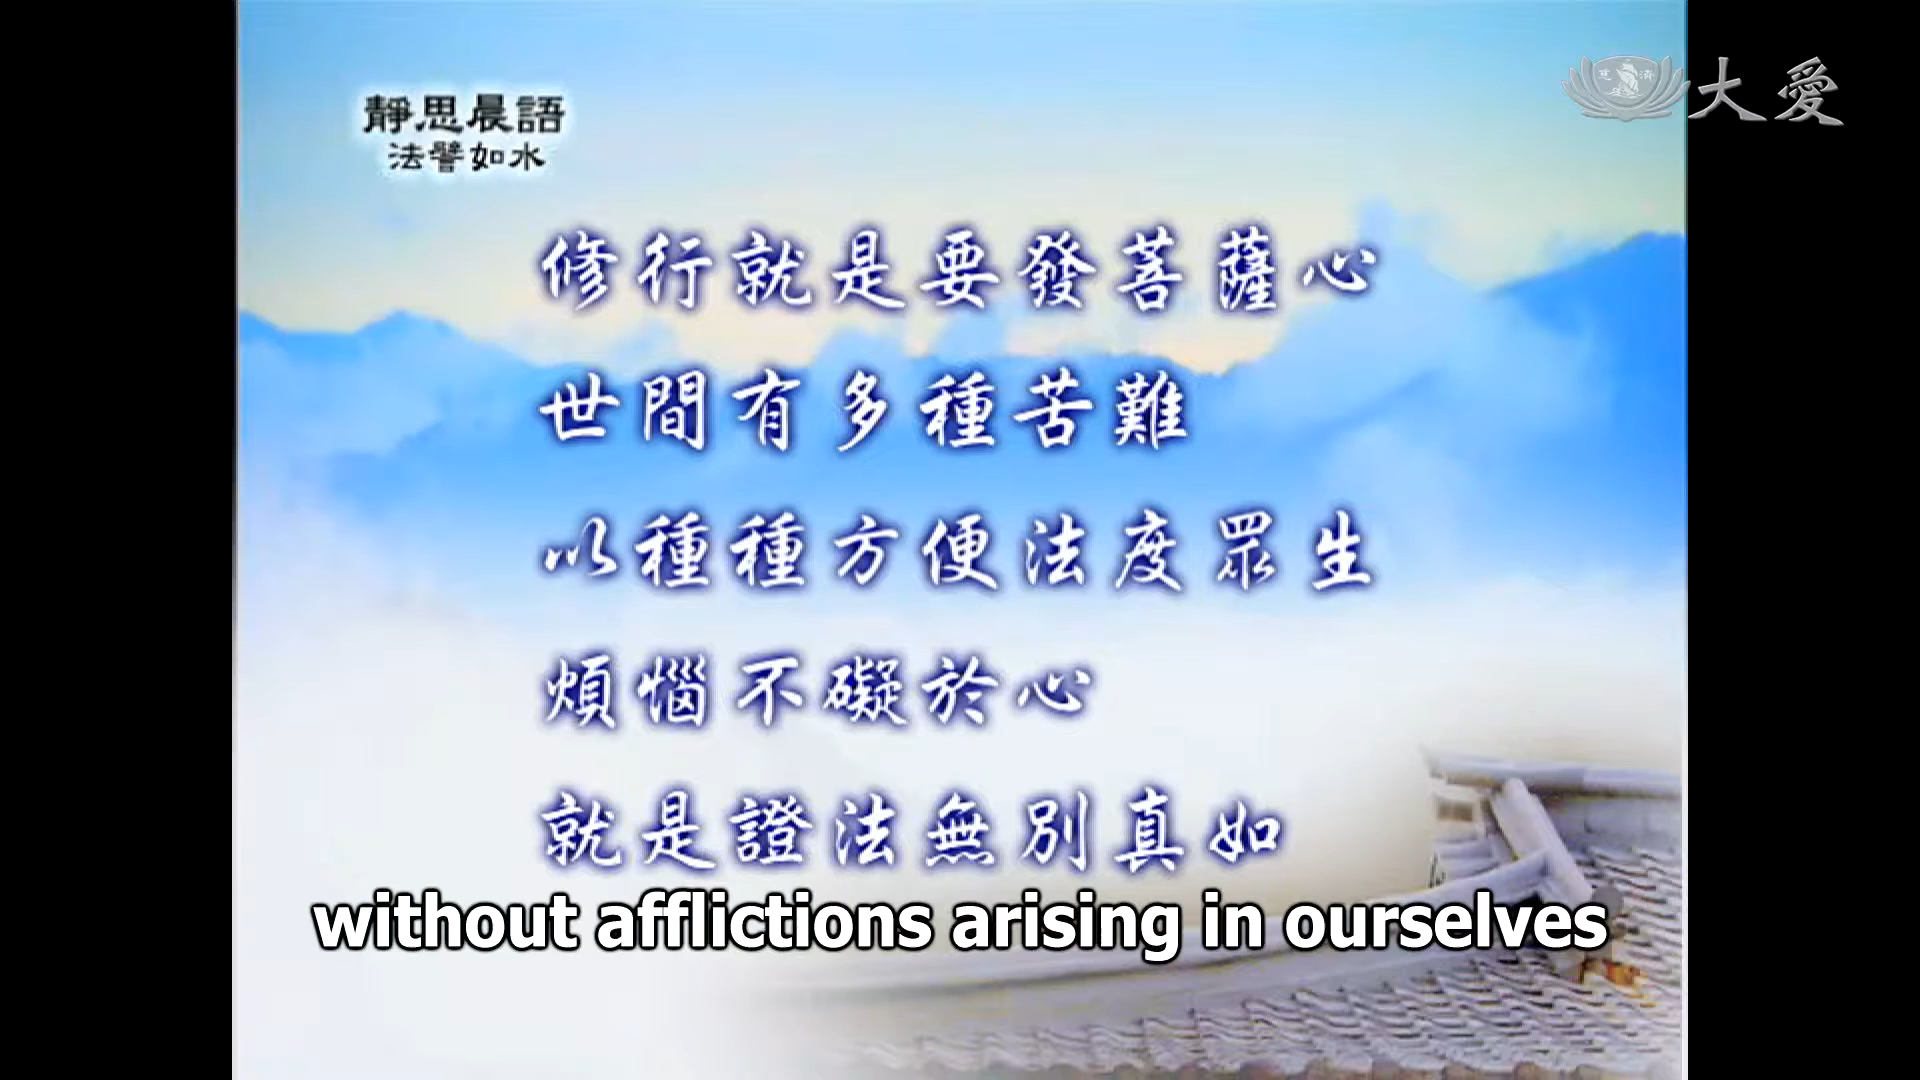 靜思晨語
法譬如水
慈濟
大愛
修行就是要發菩薩心
世間有多種苦難
以種種方便法度眾生
煩惱不礙於心
就是證法無別真如
without afflictions arising in ourselves